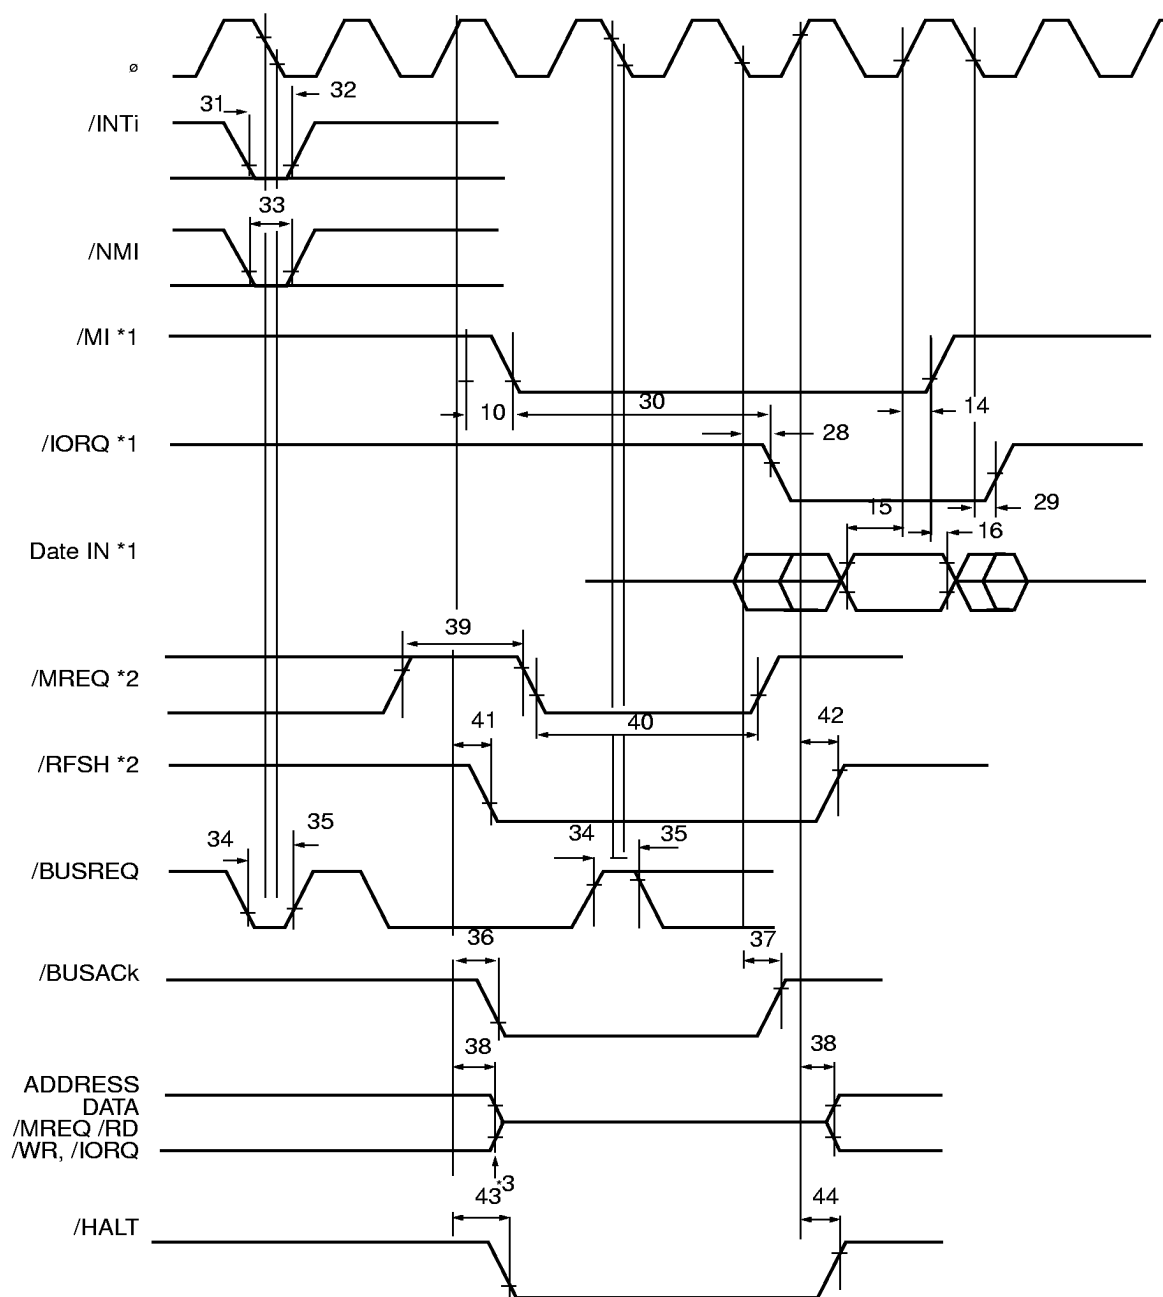 ø
31
32
/INTi
33
/NMI
/MI *1
10
30
14
/IORQ *1
28
15
29
Date IN *1
16
39
/MREQ *2
40
41
42
/RFSH *2
34
35
34
35
/BUSREQ
36
37
/BUSACk
38
38
ADDRESS
DATA
/MREQ /RD
/WR, /IORQ
*3
43
44
/HALT